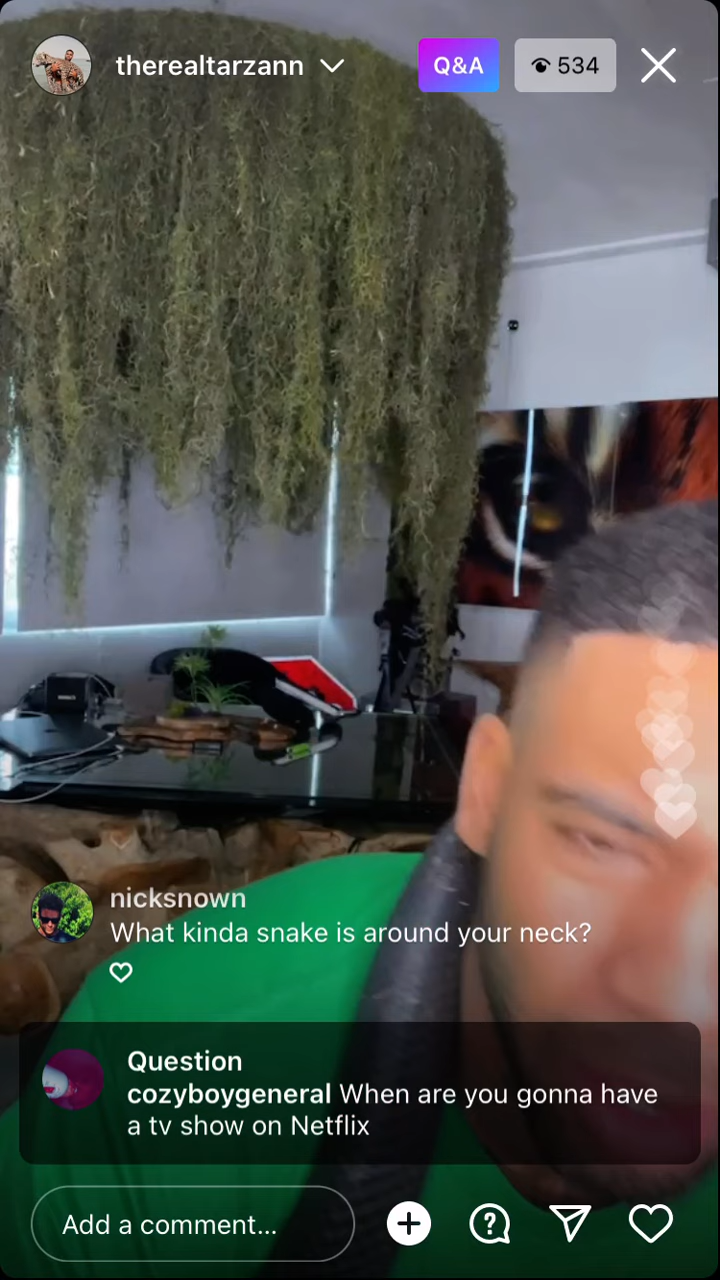 therealtarzann
Q&A
534
nicksnown
What kinda snake is around your neck?
Question
cozyboygeneral When are you gonna have
a tv show on Netflix
Add a comment...